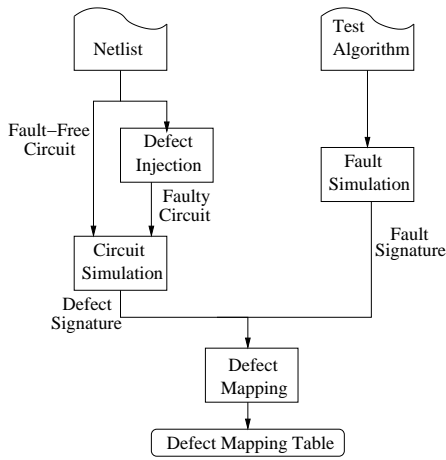 Netlist
Test
Algorithm
Fault−Free
Circuit
Defect
Injection
Fault
Simulation
Faulty
Circuit
Fault
Signature
Circuit
Simulation
Defect
Signature
Defect
Mapping
Defect Mapping Table